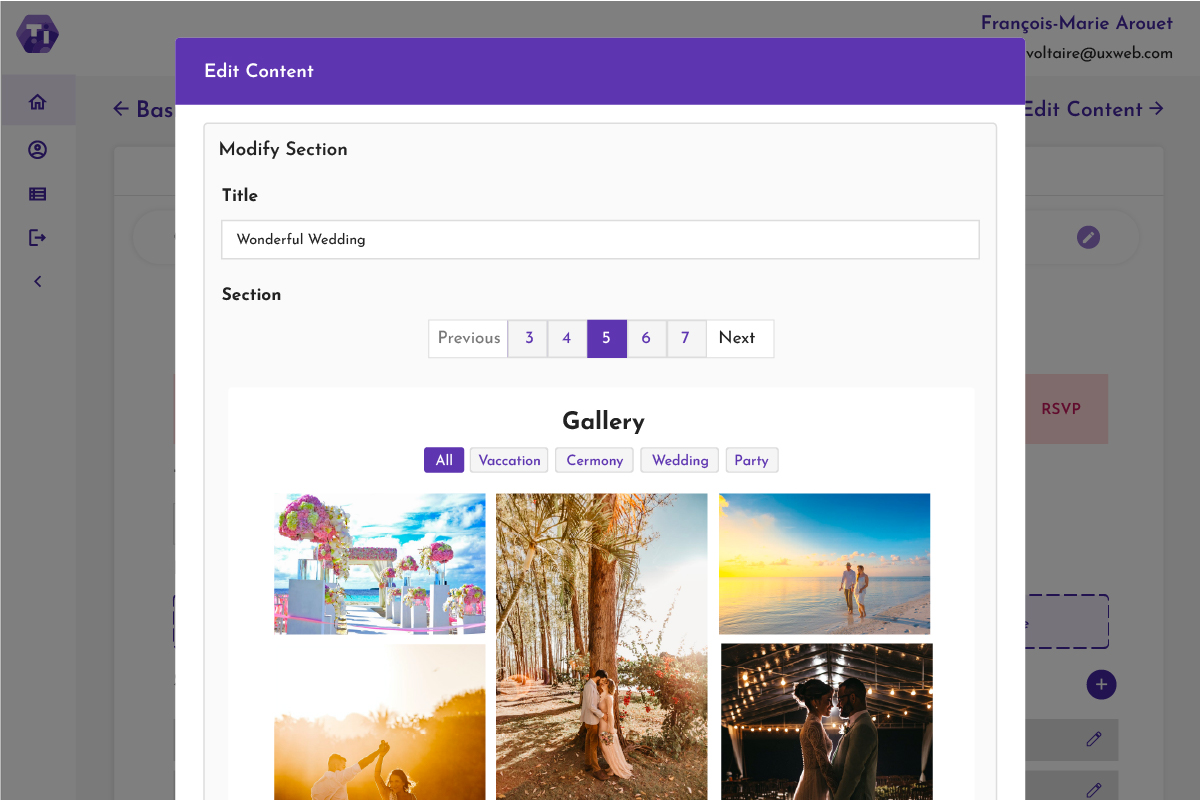 Ti
François-Marie Arouet
voltaire@uxweb.com
Edit Content
← Bas
Edit Content →
Modify Section
Title
Wonderful Wedding
Section
Previous 3 4 5 6 7 Next
RSVP
Gallery
All Vaccation Cermony Wedding Party
e